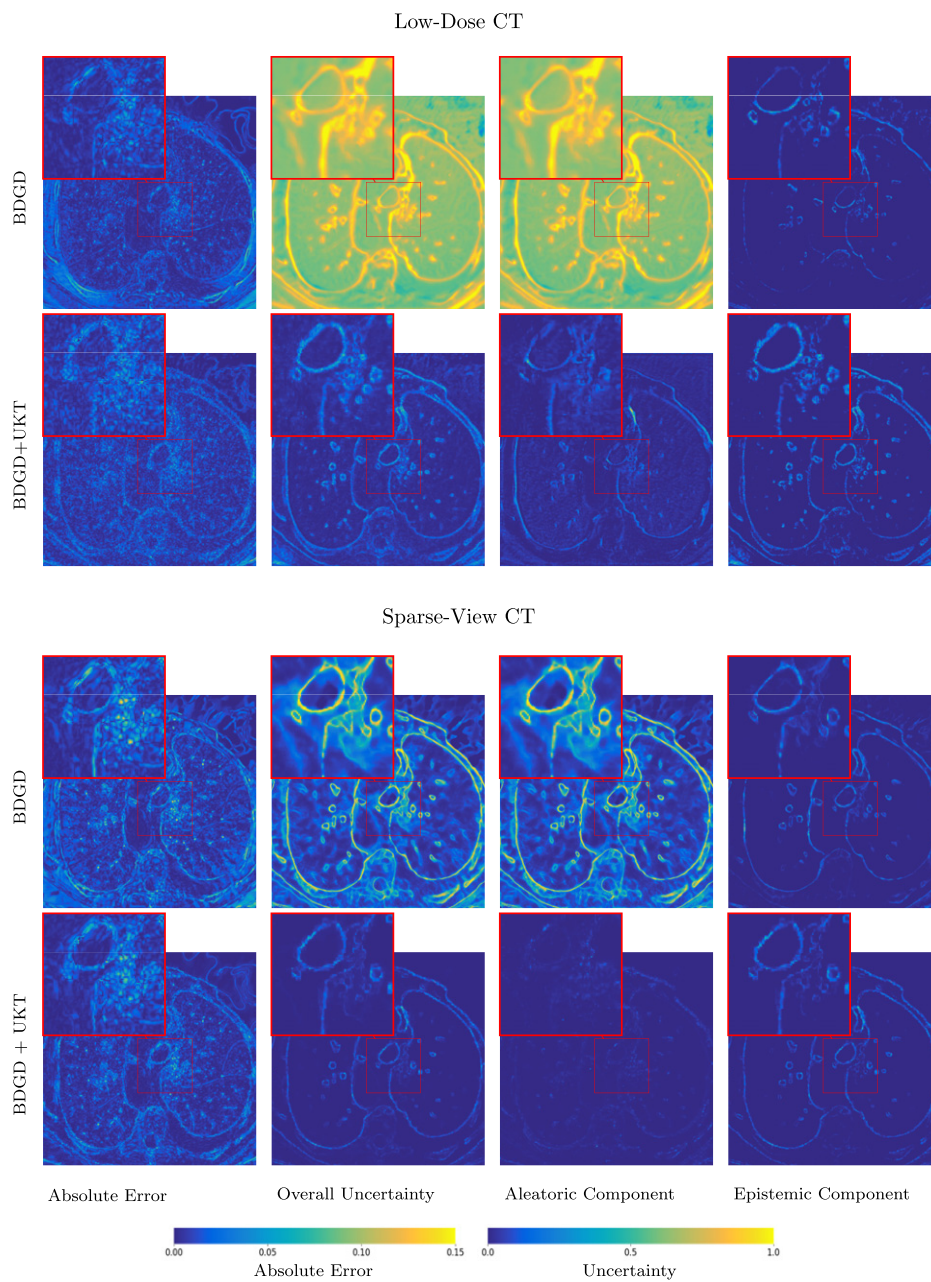 Low-Dose CT
BDGD
BDGD+UKT
Sparse-View CT
BDGD
BDGD + UKT
Absolute Error
Overall Uncertainty
Aleatoric Component
Epistemic Component
0.00 0.05 0.10 0.15
0.0 0.5 1.0
Absolute Error
Uncertainty